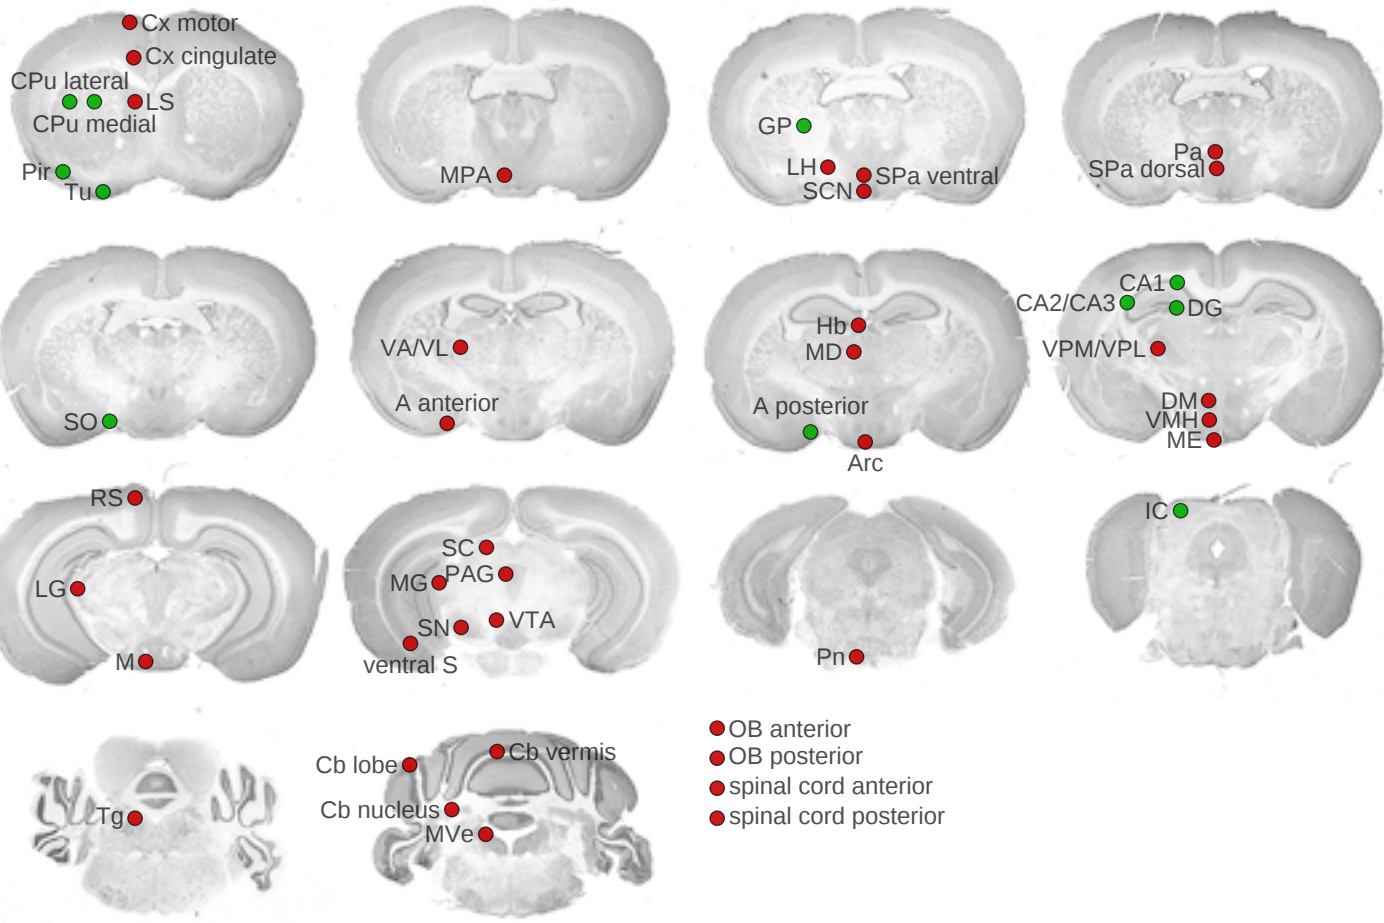 Cx motor
Cx cingulate
CPu lateral
LS
CPu medial
Pir
Tu
MPA
GP
LH
SPa ventral
SCN
Pa
SPa dorsal
SO
VA/VL
A anterior
Hb
MD
A posterior
Arc
CA1
CA2/CA3
DG
VPM/VPL
DM
VMH
ME
RS
LG
M
SC
MG
PAG
SN
VTA
ventral S
Pn
IC
Tg
Cb lobe
Cb vermis
Cb nucleus
MVe
OB anterior
OB posterior
spinal cord anterior
spinal cord posterior